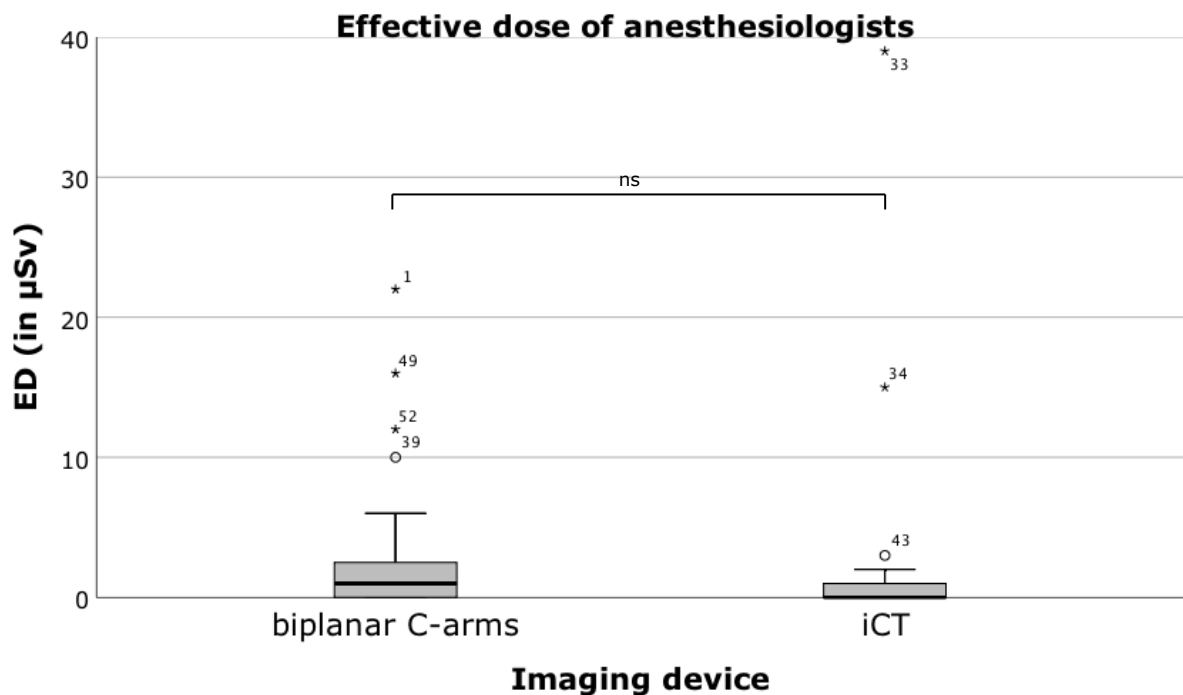 Effective dose of anesthesiologists
40
33
30
ns
1
20
49
34
52
39
10
43
0
ED (in µSv)
biplanar C-arms
iCT
Imaging device